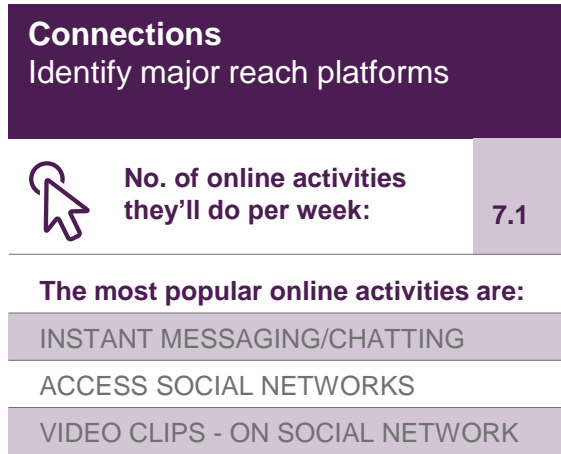 Connections
Identify major reach platforms
No. of online activities
they'll do per week:
7.1
The most popular online activities are:
INSTANT MESSAGING/CHATTING
ACCESS SOCIAL NETWORKS
VIDEO CLIPS - ON SOCIAL NETWORK